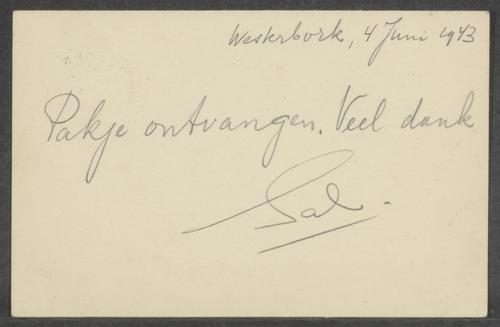 Westerbork, 4 Juni 1943
Pakje ontvangen. Veel dank
Sal.